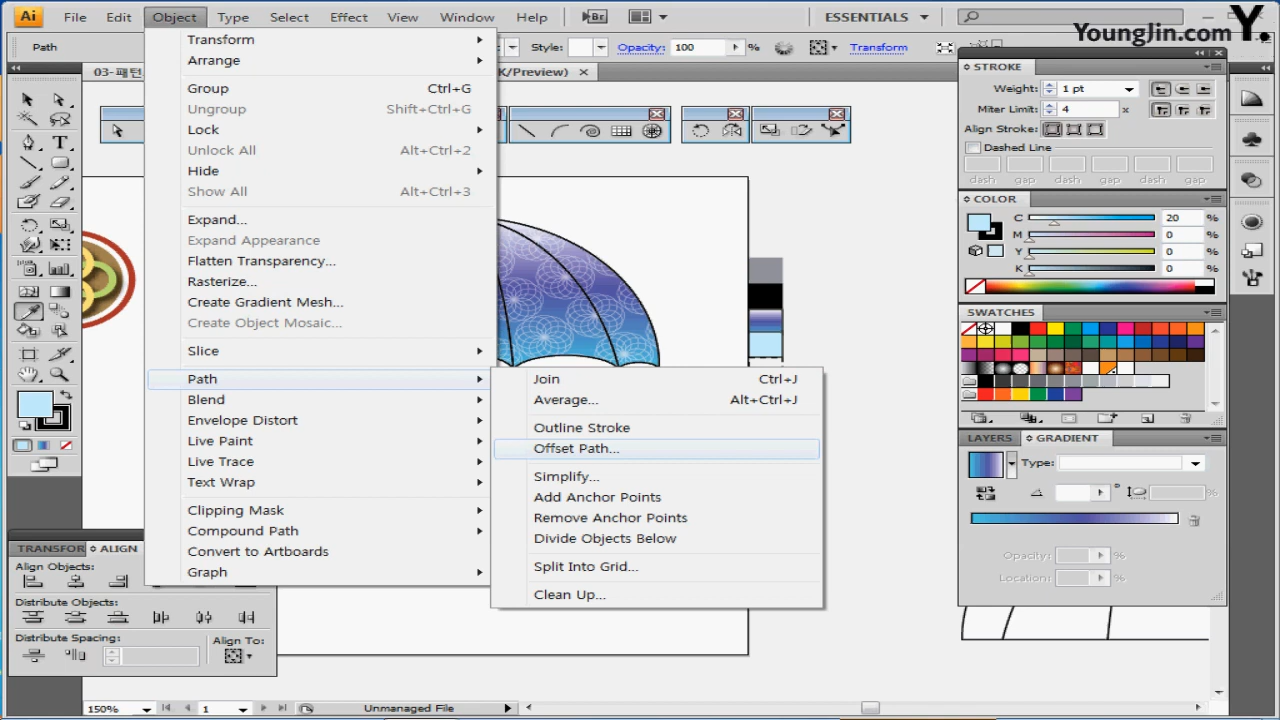 Ai File Edit Object Type Select Effect View Window Help Br ESSENTIALS
YoungJin.com Y.
Path Style: Opacity: 100 % Transform
03-패턴 K/Preview)
Transform
Arrange
Group Ctrl+G
Ungroup Shift+Ctrl+G
Lock
Unlock All Alt+Ctrl+2
Hide
Show All Alt+Ctrl+3
Expand...
Expand Appearance
Flatten Transparency...
Rasterize...
Create Gradient Mesh...
Create Object Mosaic...
Slice
Path
Blend
Envelope Distort
Live Paint
Live Trace
Text Wrap
Clipping Mask
Compound Path
Convert to Artboards
Graph
Join Ctrl+J
Average... Alt+Ctrl+J
Outline Stroke
Offset Path...
Simplify...
Add Anchor Points
Remove Anchor Points
Divide Objects Below
Split Into Grid...
Clean Up...
STROKE
Weight: 1 pt
Miter Limit: 4 x
Align Stroke:
Dashed Line
dash gap dash gap dash gap
COLOR
C 20 %
M 0 %
Y 0 %
K 0 %
SWATCHES
LAYERS GRADIENT
Type:
° %
Opacity: %
Location: %
TRANSFOR ALIGN
Align Objects:
Distribute Objects:
Distribute Spacing: Align To:
150% 1 Unmanaged File